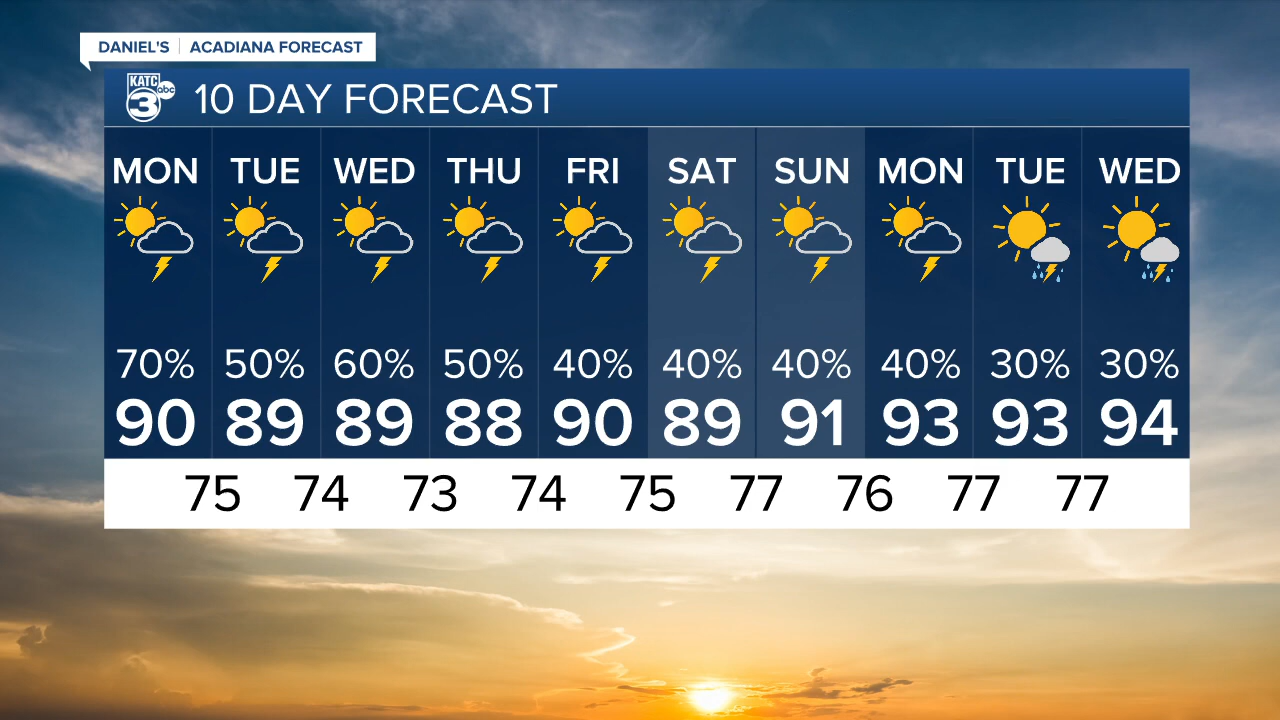 DANIEL'S | ACADIANA FORECAST
KATC abc 3
10 DAY FORECAST
MON TUE WED THU FRI SAT SUN MON TUE WED
70% 50% 60% 50% 40% 40% 40% 40% 30% 30%
90 89 89 88 90 89 91 93 93 94
75 74 73 74 75 77 76 77 77